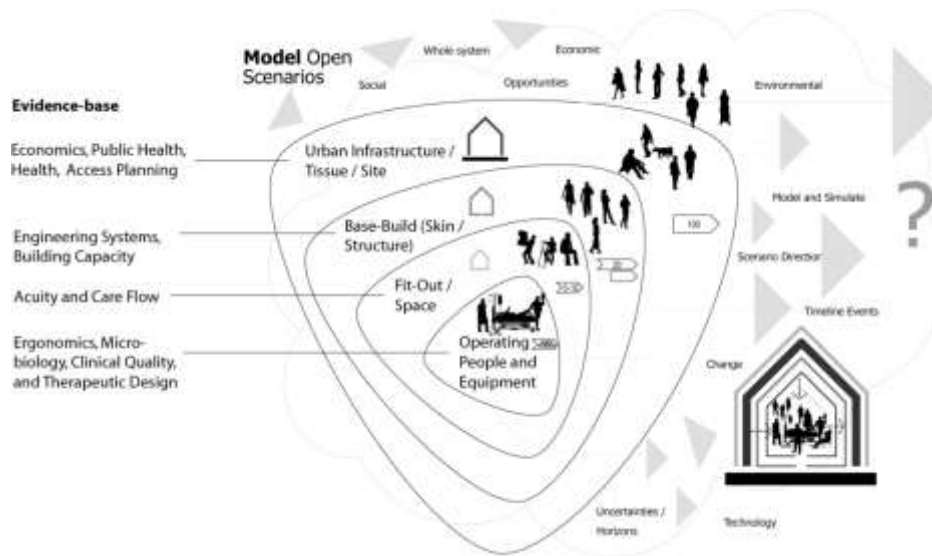 Model Open
Scenarios
Whole system
Economic
Social
Opportunities
Environmental
Evidence-base
Economics, Public Health,
Health, Access Planning
Urban Infrastructure /
Tissue / Site
Model and Simulate
?
100
Base-Build (Skin /
Structure)
Engineering Systems,
Building Capacity
Scenario Direction
Fit-Out /
Space
Acuity and Care Flow
Timeline Events
Ergonomics, Micro-
biology, Clinical Quality,
and Therapeutic Design
Operating
People and
Equipment
Change
Uncertainties /
Horizons
Technology